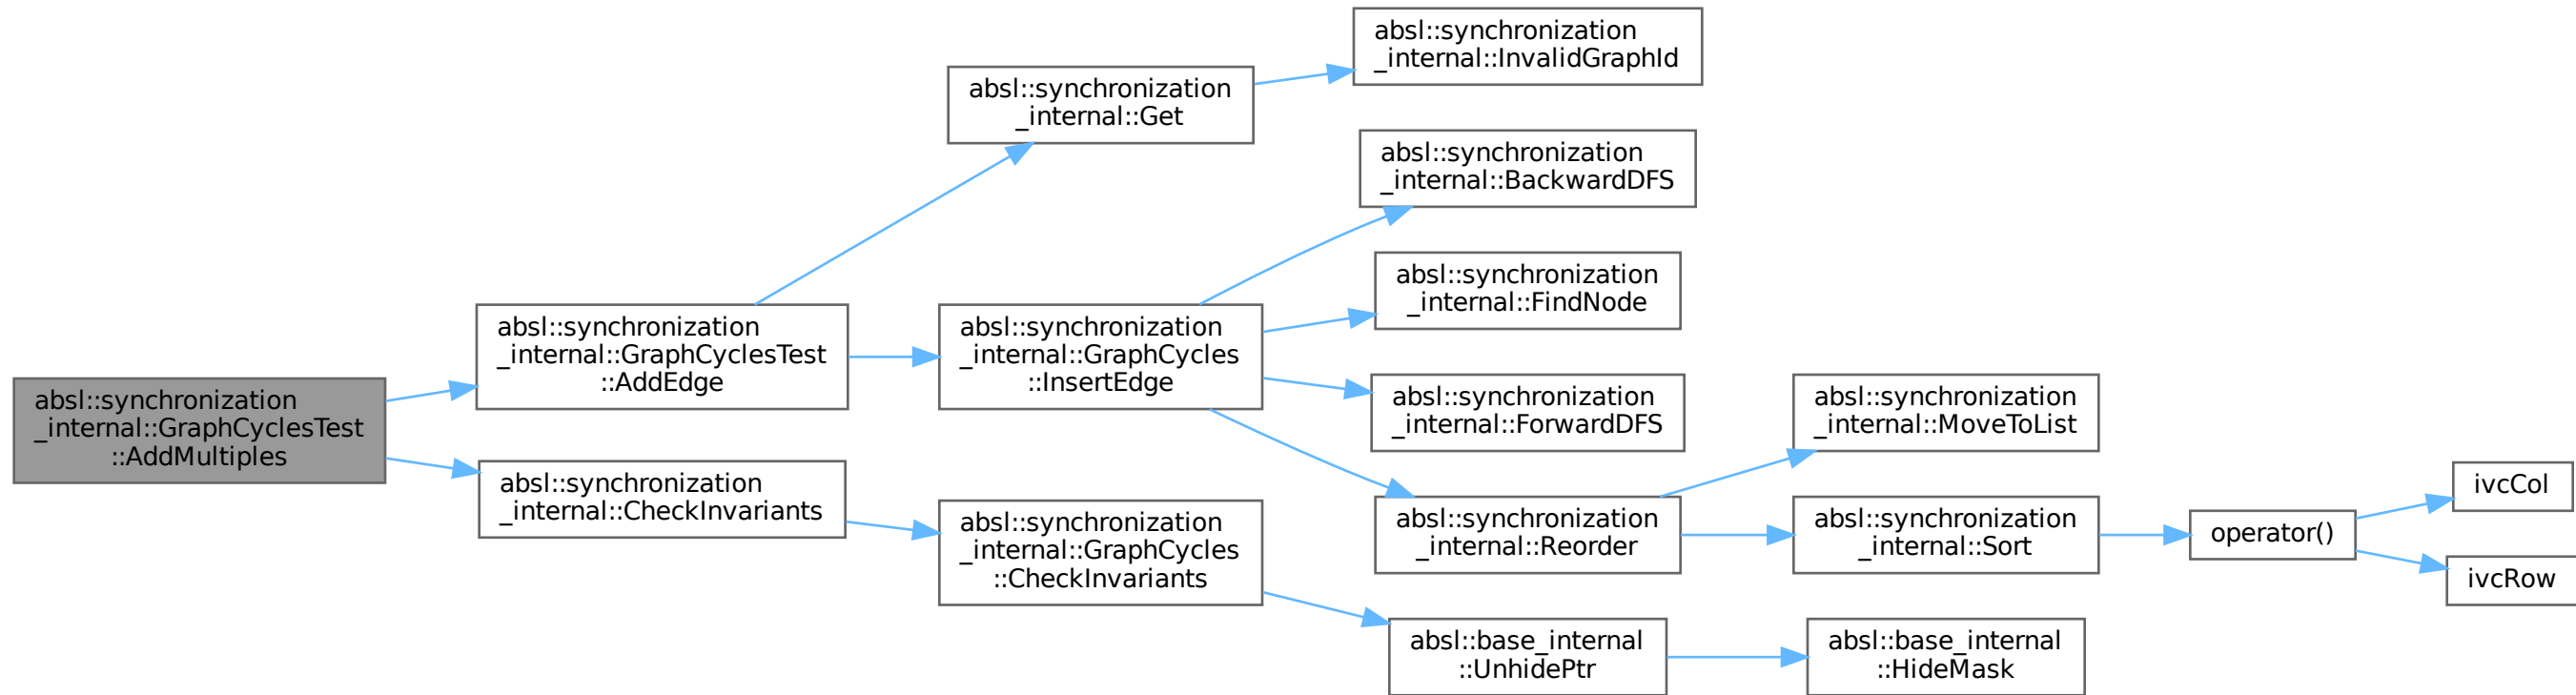 absl::synchronization
_internal::GraphCyclesTest
::AddMultiples
absl::synchronization
_internal::GraphCyclesTest
::AddEdge
absl::synchronization
_internal::Get
absl::synchronization
_internal::InvalidGraphId
absl::synchronization
_internal::GraphCycles
::InsertEdge
absl::synchronization
_internal::BackwardDFS
absl::synchronization
_internal::FindNode
absl::synchronization
_internal::ForwardDFS
absl::synchronization
_internal::Reorder
absl::synchronization
_internal::MoveToList
absl::synchronization
_internal::Sort
operator()
ivcCol
ivcRow
absl::synchronization
_internal::CheckInvariants
absl::synchronization
_internal::GraphCycles
::CheckInvariants
absl::base_internal
::UnhidePtr
absl::base_internal
::HideMask